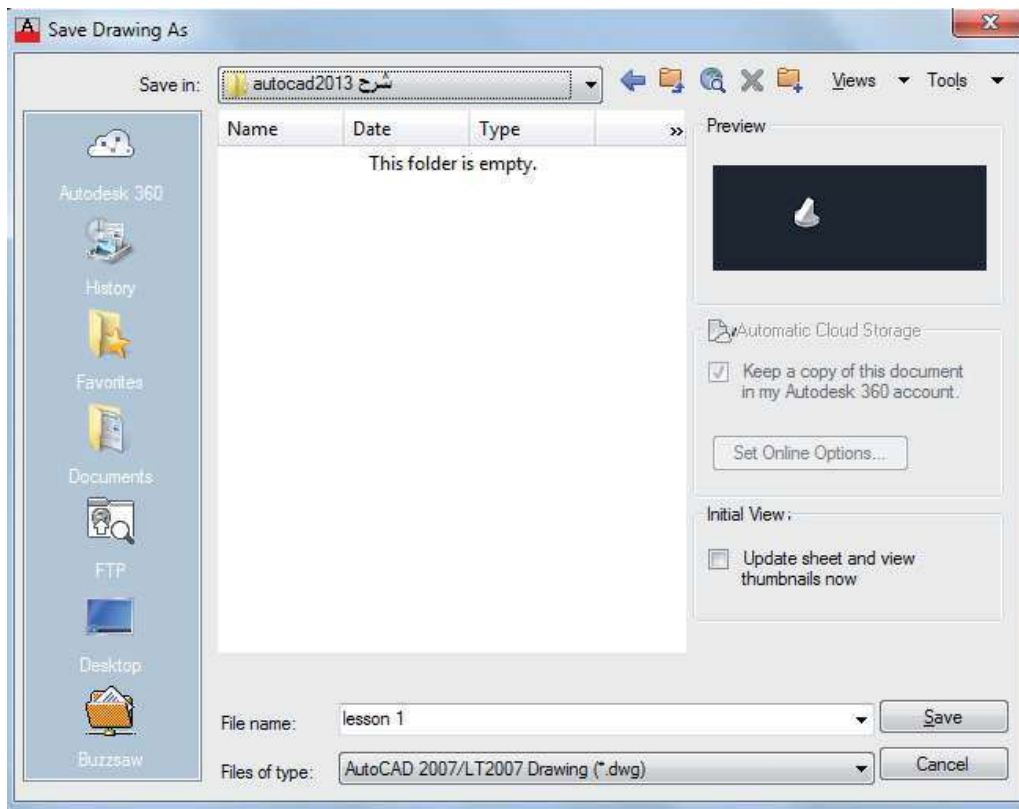 Save Drawing As
Save in:
autocad2013 شرح
Views
Tools
Autodesk 360
History
Favorites
Documents
FTP
Desktop
Buzzsaw
Name Date Type »
This folder is empty.
Preview
Automatic Cloud Storage
Keep a copy of this document
in my Autodesk 360 account.
Set Online Options...
Initial View:
Update sheet and view
thumbnails now
File name: lesson 1
Save
Files of type: AutoCAD 2007/LT2007 Drawing (*.dwg)
Cancel